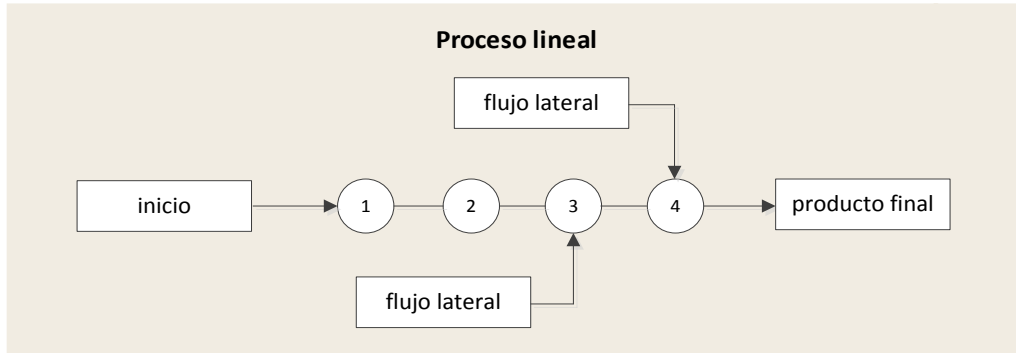 Proceso lineal
flujo lateral
inicio
1
2
3
4
producto final
flujo lateral